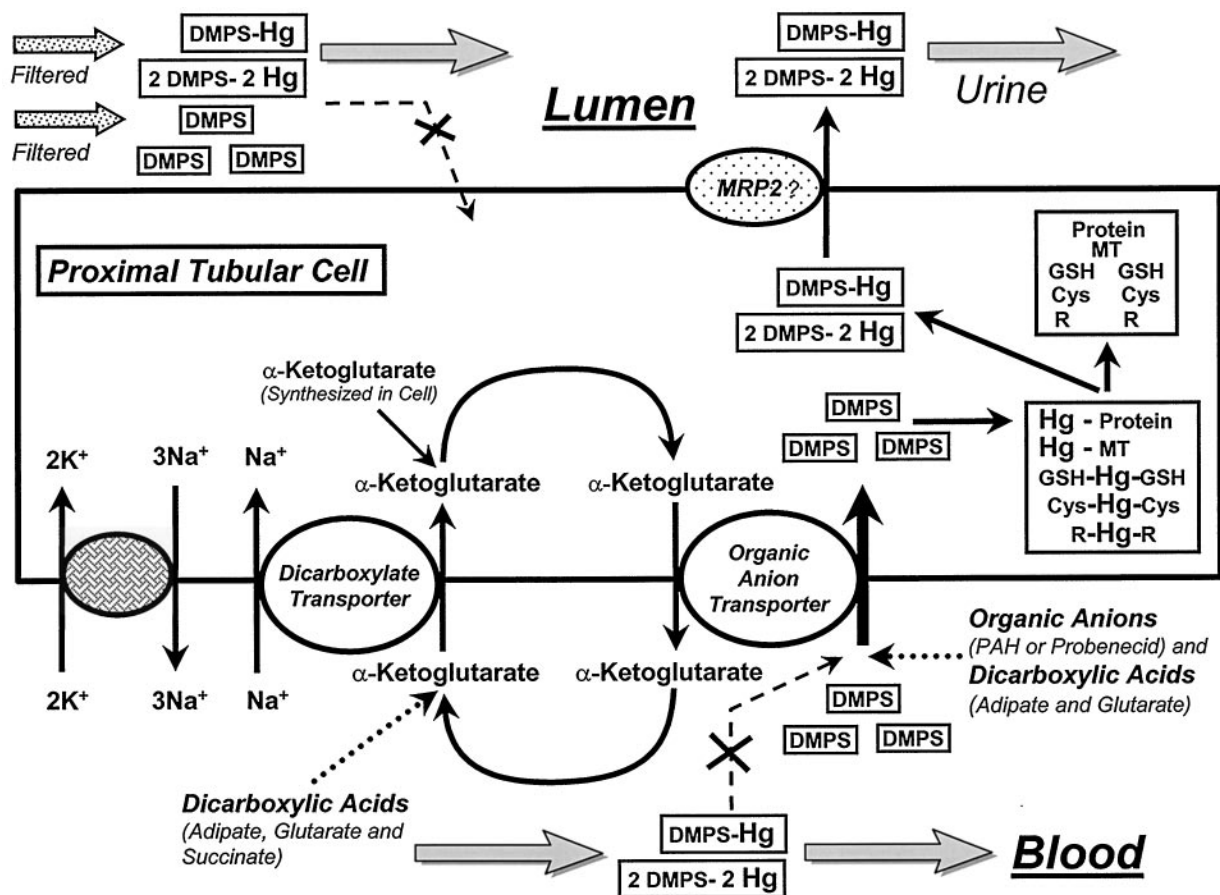 Filtered
Filtered
DMPS-Hg
2 DMPS- 2 Hg
DMPS
DMPS DMPS
Lumen
DMPS-Hg
2 DMPS- 2 Hg
Urine
MRP2 ?
Proximal Tubular Cell
Protein
MT
GSH GSH
Cys Cys
R R
DMPS-Hg
2 DMPS- 2 Hg
α-Ketoglutarate
(Synthesized in Cell)
DMPS
DMPS DMPS
Hg - Protein
Hg - MT
GSH-Hg-GSH
Cys-Hg-Cys
R-Hg-R
2K⁺ 3Na⁺ Na⁺
α-Ketoglutarate α-Ketoglutarate
Dicarboxylate
Transporter
Organic
Anion
Transporter
2K⁺ 3Na⁺ Na⁺
α-Ketoglutarate α-Ketoglutarate
Organic Anions
(PAH or Probenecid) and
Dicarboxylic Acids
(Adipate and Glutarate)
DMPS
DMPS DMPS
Dicarboxylic Acids
(Adipate, Glutarate and
Succinate)
DMPS-Hg
2 DMPS- 2 Hg
Blood